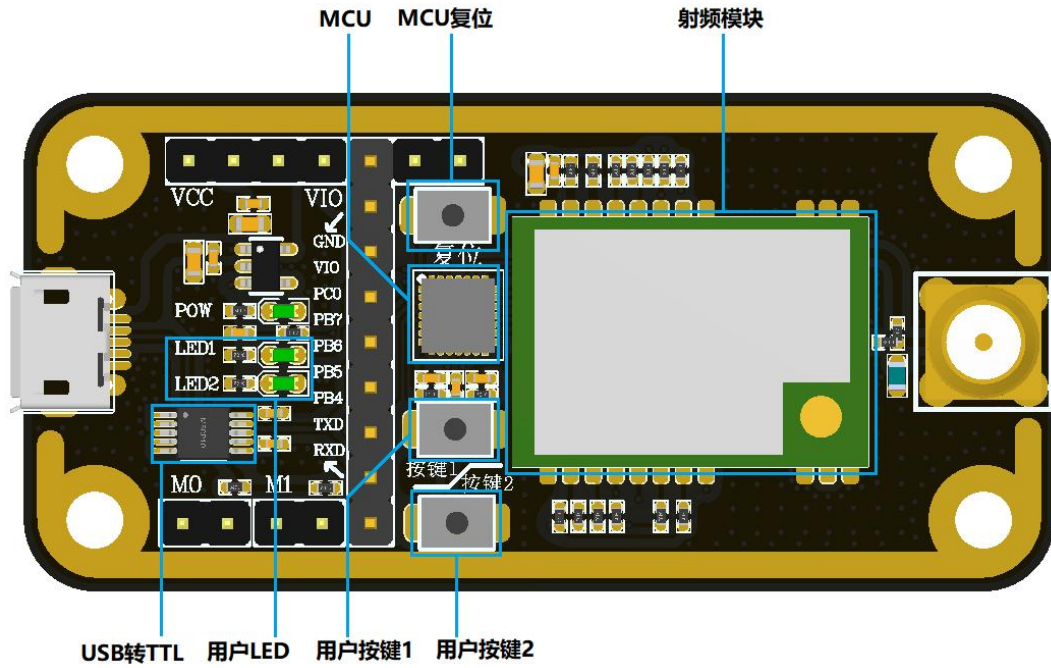 MCU
MCU复位
射频模块
VCC
VIO
GND
复位
VIO
PC0
POW
PB7
LED1
PB6
LED2
PB5
PB4
TXD
RXD
按键1
按键2
M0
M1
USB转TTL
用户LED
用户按键1
用户按键2